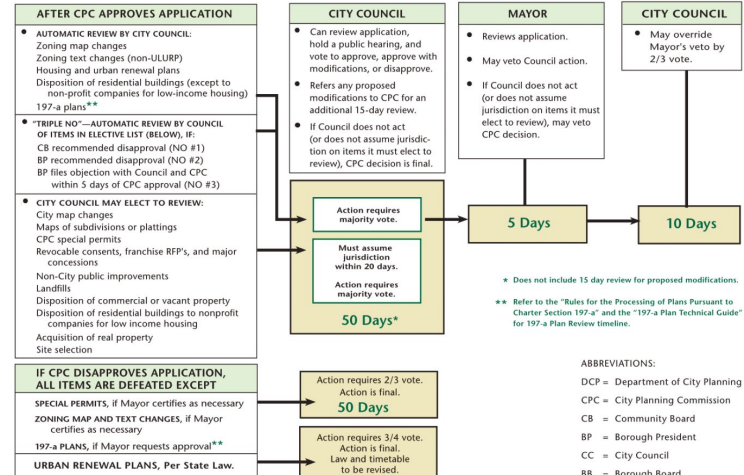 AFTER CPC APPROVES APPLICATION
• AUTOMATIC REVIEW BY CITY COUNCIL:
Zoning map changes
Zoning text changes (non-ULURP)
Housing and urban renewal plans
Disposition of residential buildings (except to
non-profit companies for low-income housing)
197-a plans**
• "TRIPLE NO"—AUTOMATIC REVIEW BY COUNCIL
OF ITEMS IN ELECTIVE LIST (BELOW), IF:
CB recommended disapproval (NO #1)
BP recommended disapproval (NO #2)
BP files objection with Council and CPC
within 5 days of CPC approval (NO #3)
• CITY COUNCIL MAY ELECT TO REVIEW:
City map changes
Maps of subdivisions or plattings
CPC special permits
Revocable consents, franchise RFP's, and major
concessions
Non-City public improvements
Landfills
Disposition of commercial or vacant property
Disposition of residential buildings to nonprofit
companies for low income housing
Acquisition of real property
Site selection
CITY COUNCIL
• Can review application,
hold a public hearing, and
vote to approve, approve with
modifications, or disapprove.
• Refers any proposed
modifications to CPC for an
additional 15-day review.
• If Council does not act
(or does not assume jurisdic-
tion on items it must elect to
review), CPC decision is final.
Action requires
majority vote.
Must assume
jurisdiction
within 20 days.
Action requires
majority vote.
50 Days*
MAYOR
• Reviews application.
• May veto Council action.
• If Council does not act
(or does not assume
jurisdiction on items it must
elect to review), may veto
CPC decision.
5 Days
CITY COUNCIL
• May override
Mayor's veto by
2/3 vote.
10 Days
* Does not include 15 day review for proposed modifications.
** Refer to the "Rules for the Processing of Plans Pursuant to
Charter Section 197-a" and the "197-a Plan Technical Guide"
for 197-a Plan Review timeline.
IF CPC DISAPPROVES APPLICATION,
ALL ITEMS ARE DEFEATED EXCEPT
SPECIAL PERMITS, if Mayor certifies as necessary
ZONING MAP AND TEXT CHANGES, if Mayor
certifies as necessary
197-a PLANS, if Mayor requests approval**
URBAN RENEWAL PLANS, Per State Law.
Action requires 2/3 vote.
Action is final.
50 Days
Action requires 3/4 vote.
Action is final.
Law and timetable
to be revised.
ABBREVIATIONS:
DCP = Department of City Planning
CPC = City Planning Commission
CB = Community Board
BP = Borough President
CC = City Council
BB = Borough Board